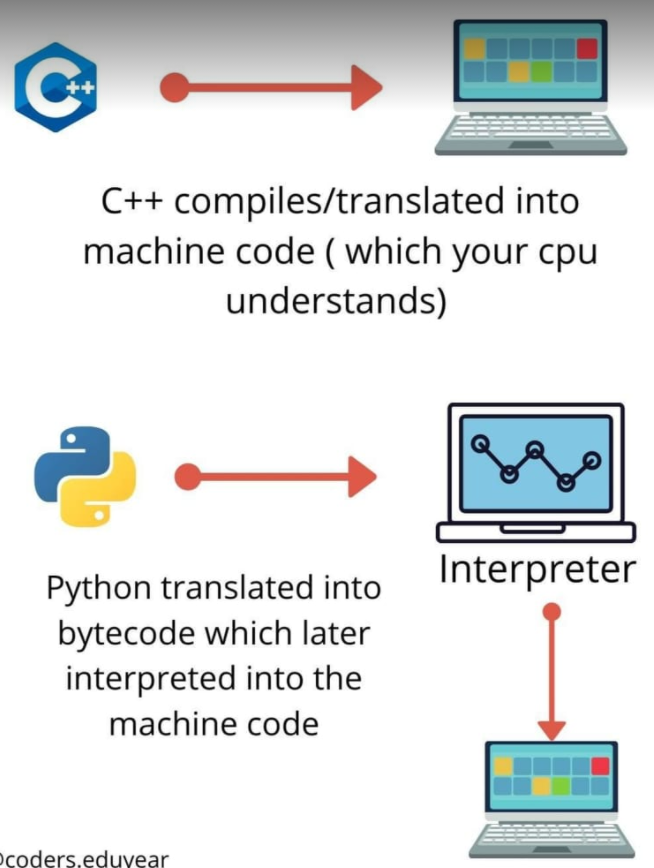 C++
C++ compiles/translated into
machine code ( which your cpu
understands)
Interpreter
Python translated into
bytecode which later
interpreted into the
machine code
@coders.eduyear